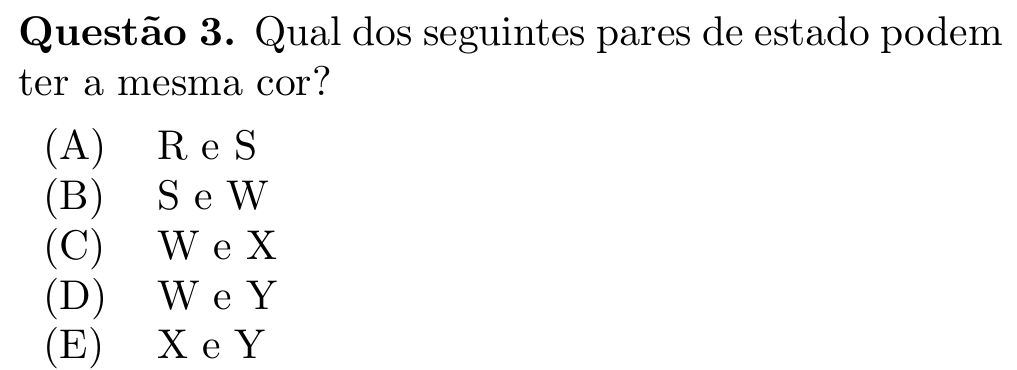 Questão 3. Qual dos seguintes pares de estado podem
ter a mesma cor?
(A) R e S
(B) S e W
(C) W e X
(D) W e Y
(E) X e Y